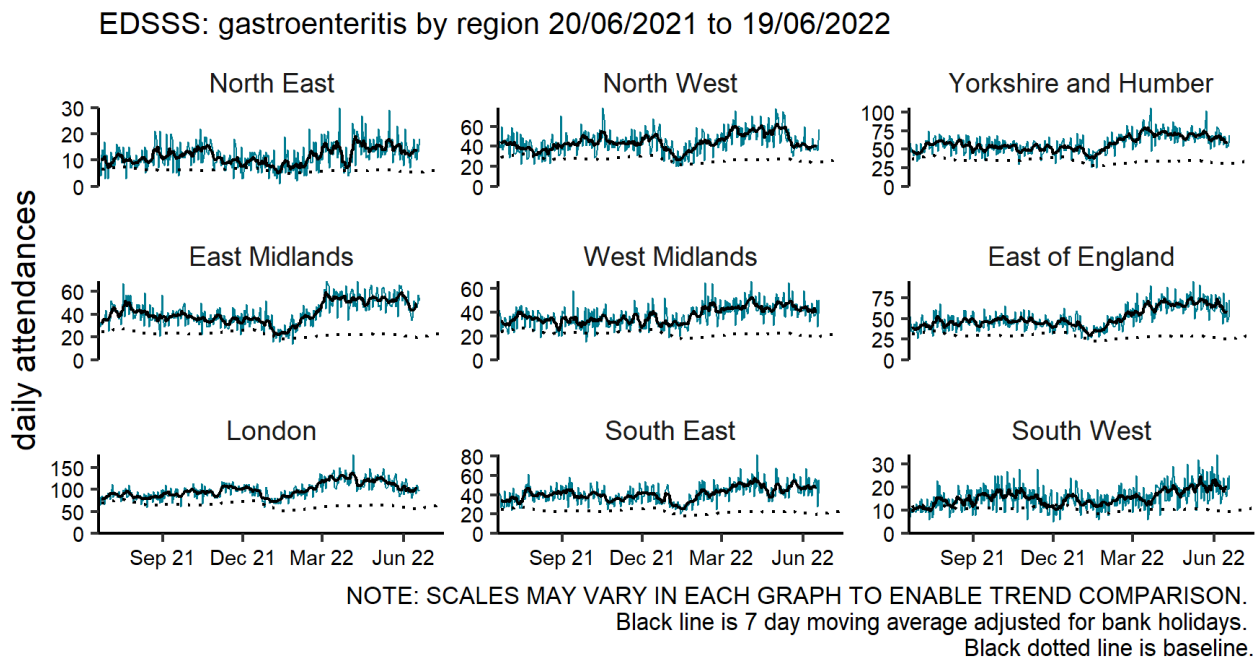 EDSSS: gastroenteritis by region 20/06/2021 to 19/06/2022
daily attendances
North East
30
20
10
0
North West
60
40
20
0
Yorkshire and Humber
100
75
50
25
0
East Midlands
60
40
20
0
West Midlands
60
40
20
0
East of England
75
50
25
0
London
150
100
50
0
Sep 21 Dec 21 Mar 22 Jun 22
South East
80
60
40
20
0
Sep 21 Dec 21 Mar 22 Jun 22
South West
30
20
10
0
Sep 21 Dec 21 Mar 22 Jun 22
NOTE: SCALES MAY VARY IN EACH GRAPH TO ENABLE TREND COMPARISON.
Black line is 7 day moving average adjusted for bank holidays.
Black dotted line is baseline.